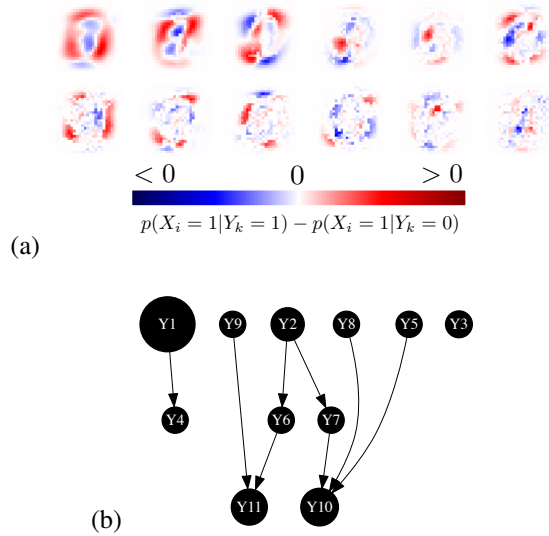 < 0 0 > 0
p(X_i = 1|Y_k = 1) − p(X_i = 1|Y_k = 0)
(a)
Y1 Y9 Y2 Y8 Y5 Y3
Y4 Y6 Y7
Y11 Y10
(b)